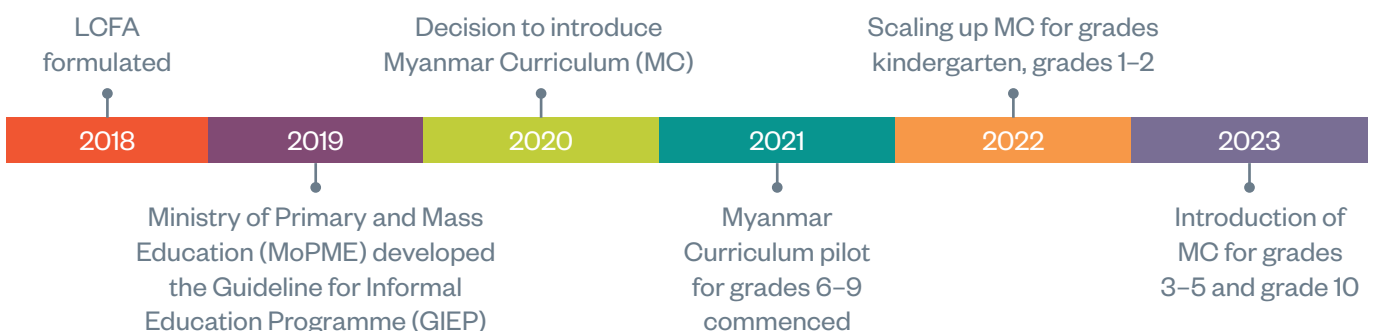 LCFA
formulated
Decision to introduce
Myanmar Curriculum (MC)
Scaling up MC for grades
kindergarten, grades 1–2
2018
2019
2020
2021
2022
2023
Ministry of Primary and Mass
Education (MoPME) developed
the Guideline for Informal
Education Programme (GIEP)
Myanmar
Curriculum pilot
for grades 6–9
commenced
Introduction of
MC for grades
3–5 and grade 10